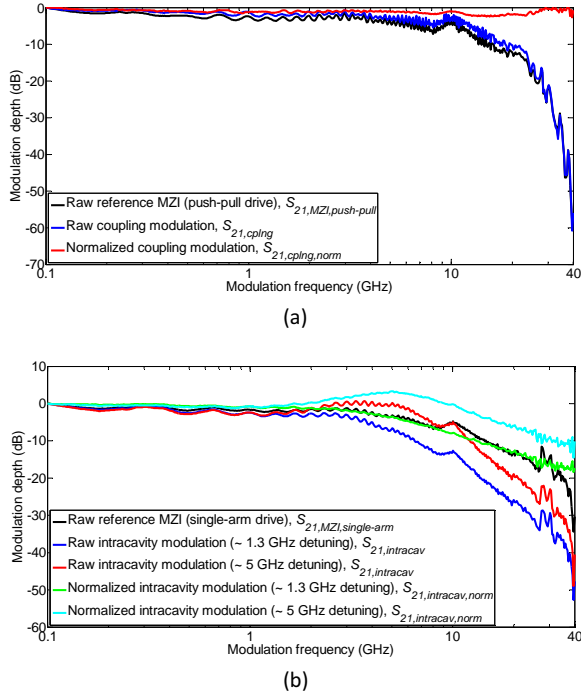 0
-10
-20
-30
-40
-50
-60
-70
Modulation depth (dB)
Raw reference MZI (push-pull drive), S21,MZI,push-pull
Raw coupling modulation, S21,cplng
Normalized coupling modulation, S21,cplng,norm
0.1
1
10
40
Modulation frequency (GHz)
(a)
10
0
-10
-20
-30
-40
-50
-60
Modulation depth (dB)
Raw reference MZI (single-arm drive), S21,MZI,single-arm
Raw intracavity modulation (~ 1.3 GHz detuning), S21,intracav
Raw intracavity modulation (~ 5 GHz detuning), S21,intracav
Normalized intracavity modulation (~ 1.3 GHz detuning), S21,intracav,norm
Normalized intracavity modulation (~ 5 GHz detuning), S21,intracav,norm
0.1
1
10
40
Modulation frequency (GHz)
(b)